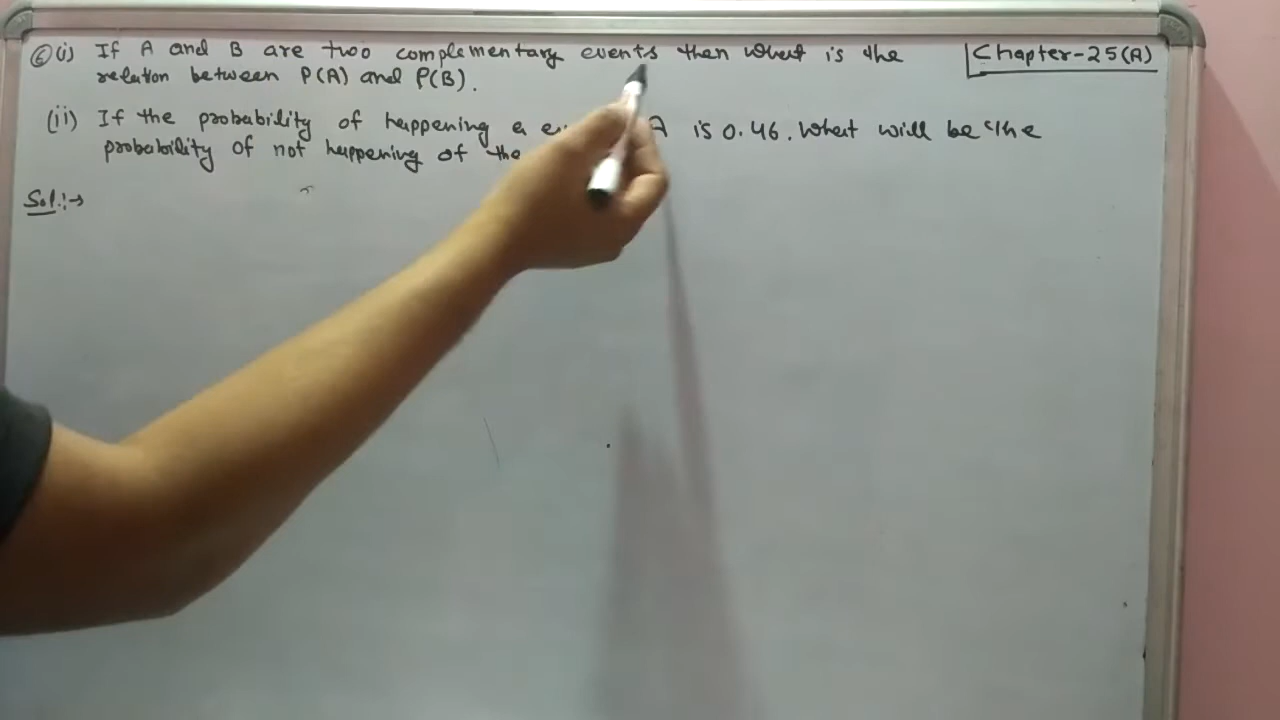 ⑥(i) If A and B are two complementary events then what is the
relation between P(A) and P(B).
Chapter-25(A)
(ii) If the probability of happening a A is 0.46. What will be the
probability of not happening of the
Sol:→